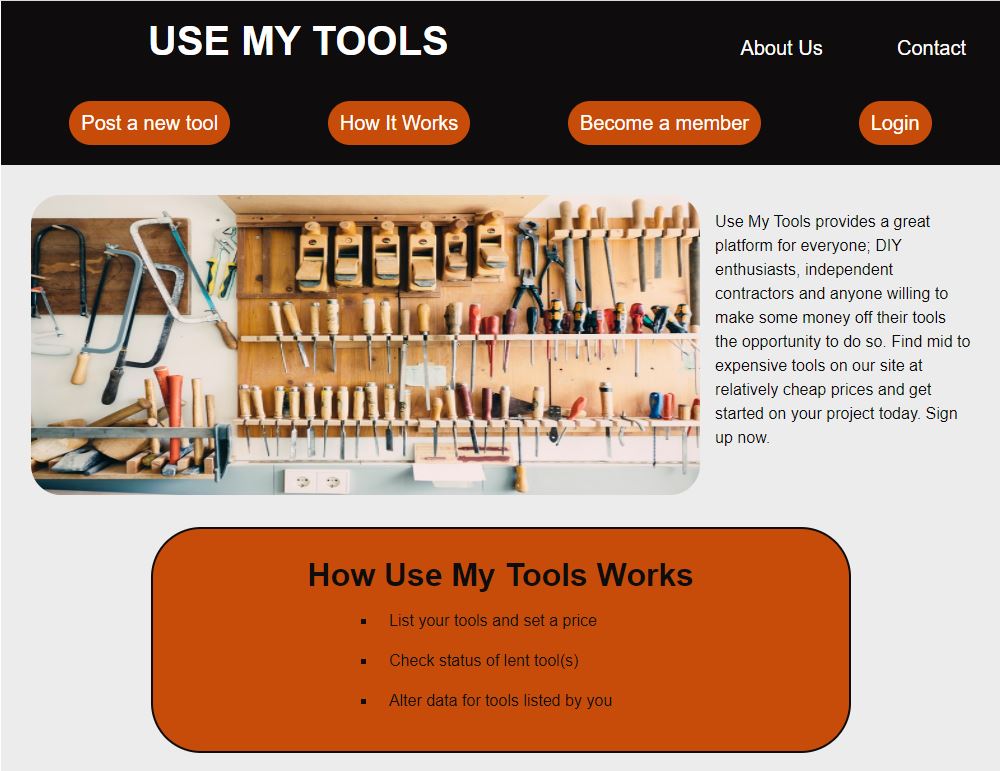 USE MY TOOLS
About Us
Contact
Post a new tool
How It Works
Become a member
Login
Use My Tools provides a great
platform for everyone; DIY
enthusiasts, independent
contractors and anyone willing to
make some money off their tools
the opportunity to do so. Find mid to
expensive tools on our site at
relatively cheap prices and get
started on your project today. Sign
up now.
How Use My Tools Works
List your tools and set a price
Check status of lent tool(s)
Alter data for tools listed by you